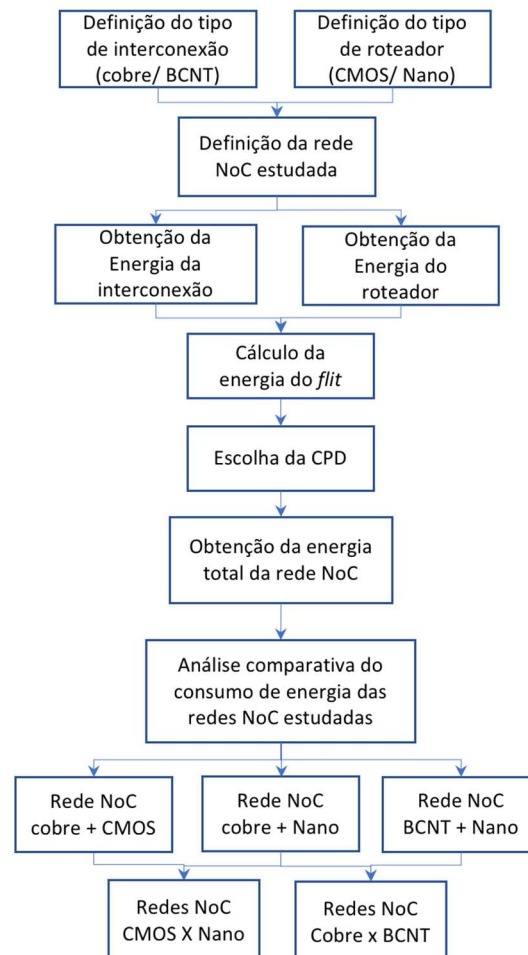 Definição do tipo
de interconexão
(cobre/ BCNT)
Definição do tipo
de roteador
(CMOS/ Nano)
Definição da rede
NoC estudada
Obtenção da
Energia da
interconexão
Obtenção da
Energia do
roteador
Cálculo da
energia do flit
Escolha da CPD
Obtenção da energia
total da rede NoC
Análise comparativa do
consumo de energia das
redes NoC estudadas
Rede NoC
cobre + CMOS
Rede NoC
cobre + Nano
Rede NoC
BCNT + Nano
Redes NoC
CMOS X Nano
Redes NoC
Cobre x BCNT